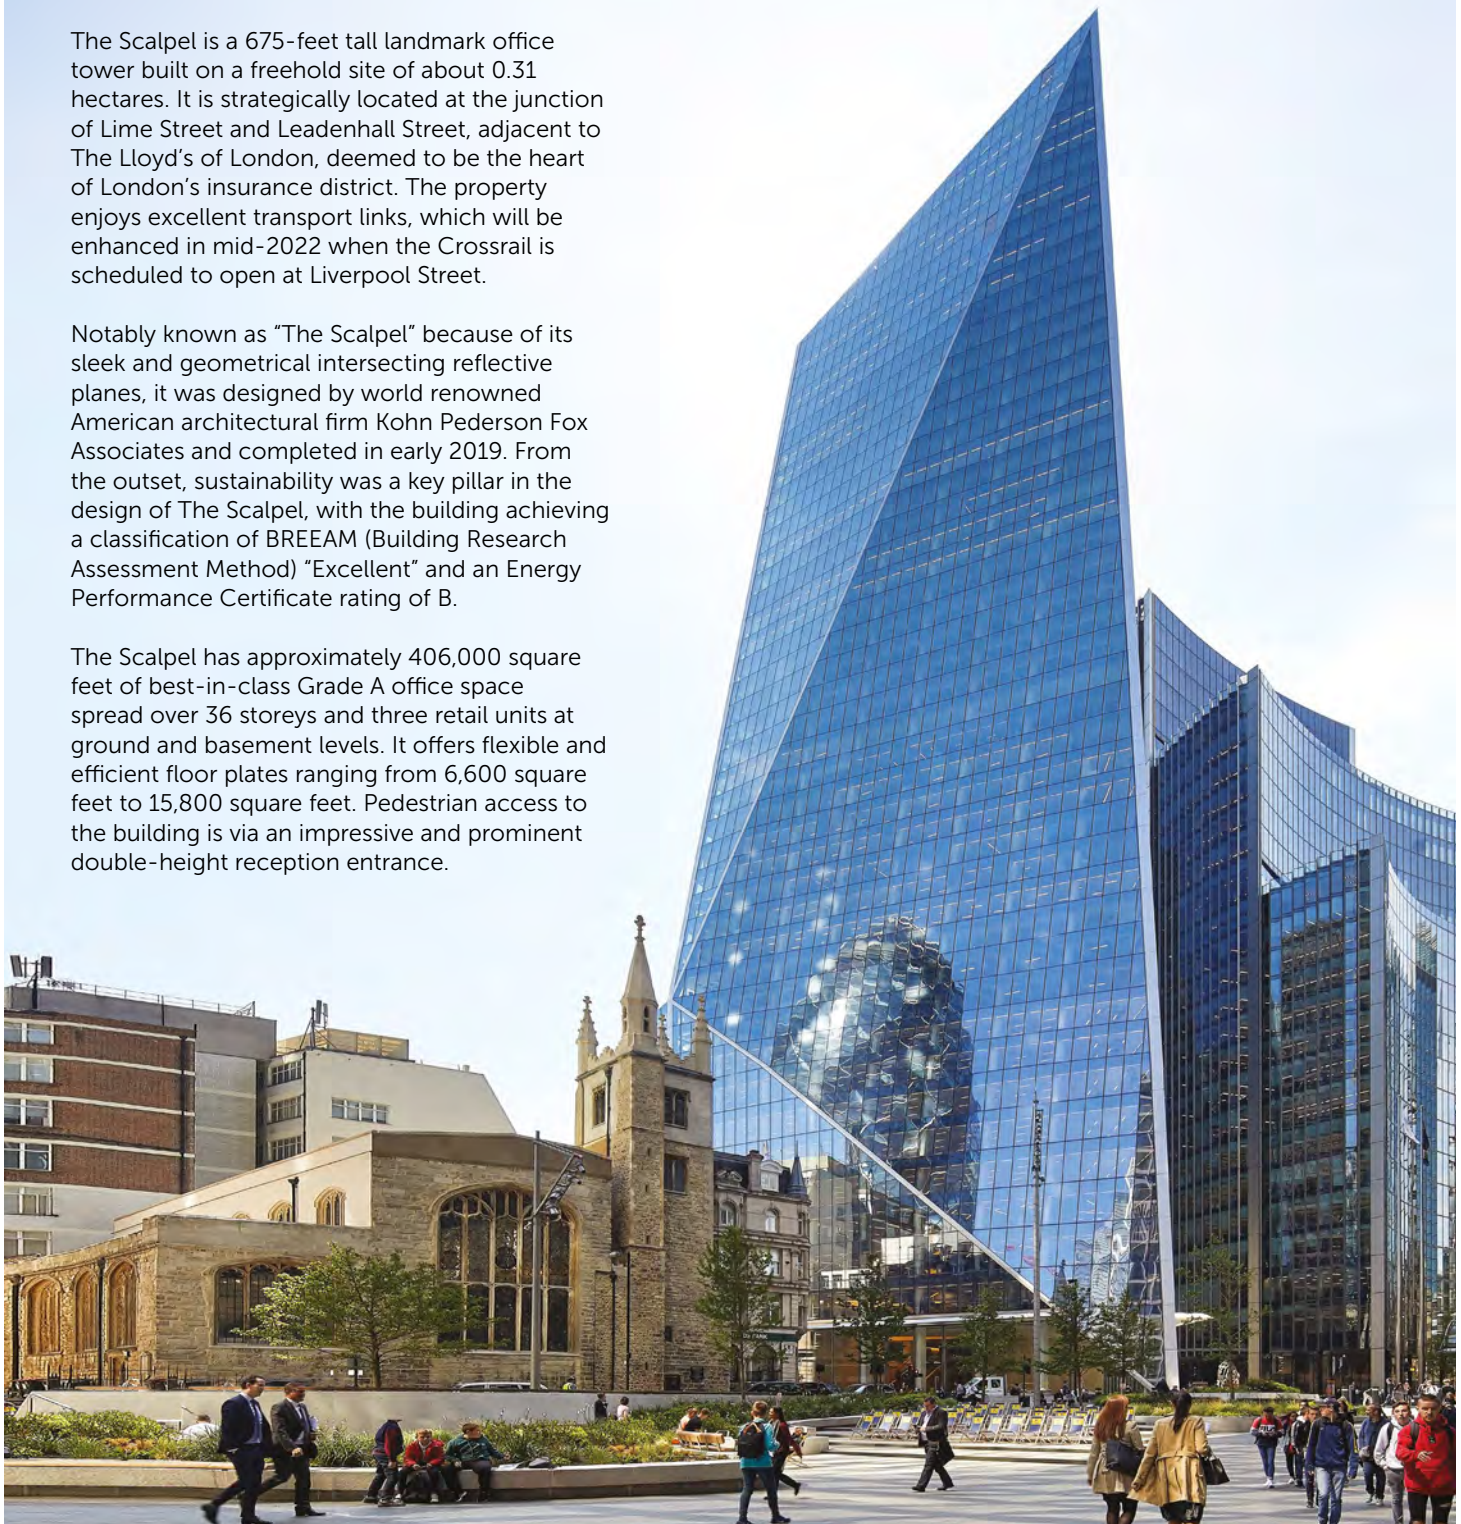 The Scalpel is a 675-feet tall landmark office
tower built on a freehold site of about 0.31
hectares. It is strategically located at the junction
of Lime Street and Leadenhall Street, adjacent to
The Lloyd’s of London, deemed to be the heart
of London’s insurance district. The property
enjoys excellent transport links, which will be
enhanced in mid-2022 when the Crossrail is
scheduled to open at Liverpool Street.
Notably known as “The Scalpel” because of its
sleek and geometrical intersecting reflective
planes, it was designed by world renowned
American architectural firm Kohn Pederson Fox
Associates and completed in early 2019. From
the outset, sustainability was a key pillar in the
design of The Scalpel, with the building achieving
a classification of BREEAM (Building Research
Assessment Method) “Excellent” and an Energy
Performance Certificate rating of B.
The Scalpel has approximately 406,000 square
feet of best-in-class Grade A office space
spread over 36 storeys and three retail units at
ground and basement levels. It offers flexible and
efficient floor plates ranging from 6,600 square
feet to 15,800 square feet. Pedestrian access to
the building is via an impressive and prominent
double-height reception entrance.